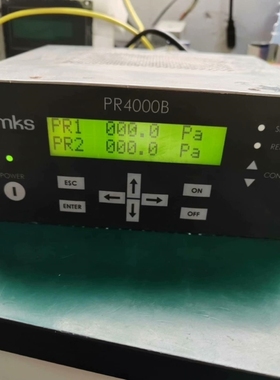 mks
PR4000B
PR1 000.0 Pa
PR2 000.0 Pa
POWER
ESC
ENTER
ON
OFF